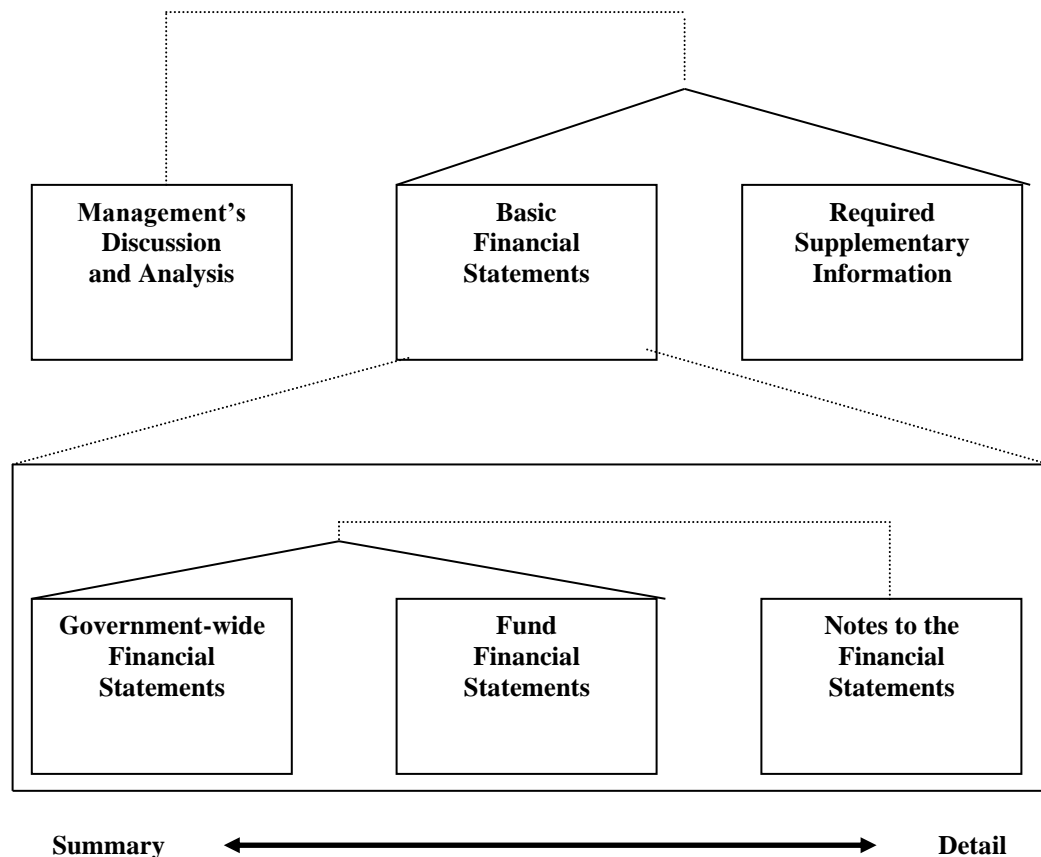 Management’s
Discussion
and Analysis
Basic
Financial
Statements
Required
Supplementary
Information
Government-wide
Financial
Statements
Fund
Financial
Statements
Notes to the
Financial
Statements
Summary
Detail